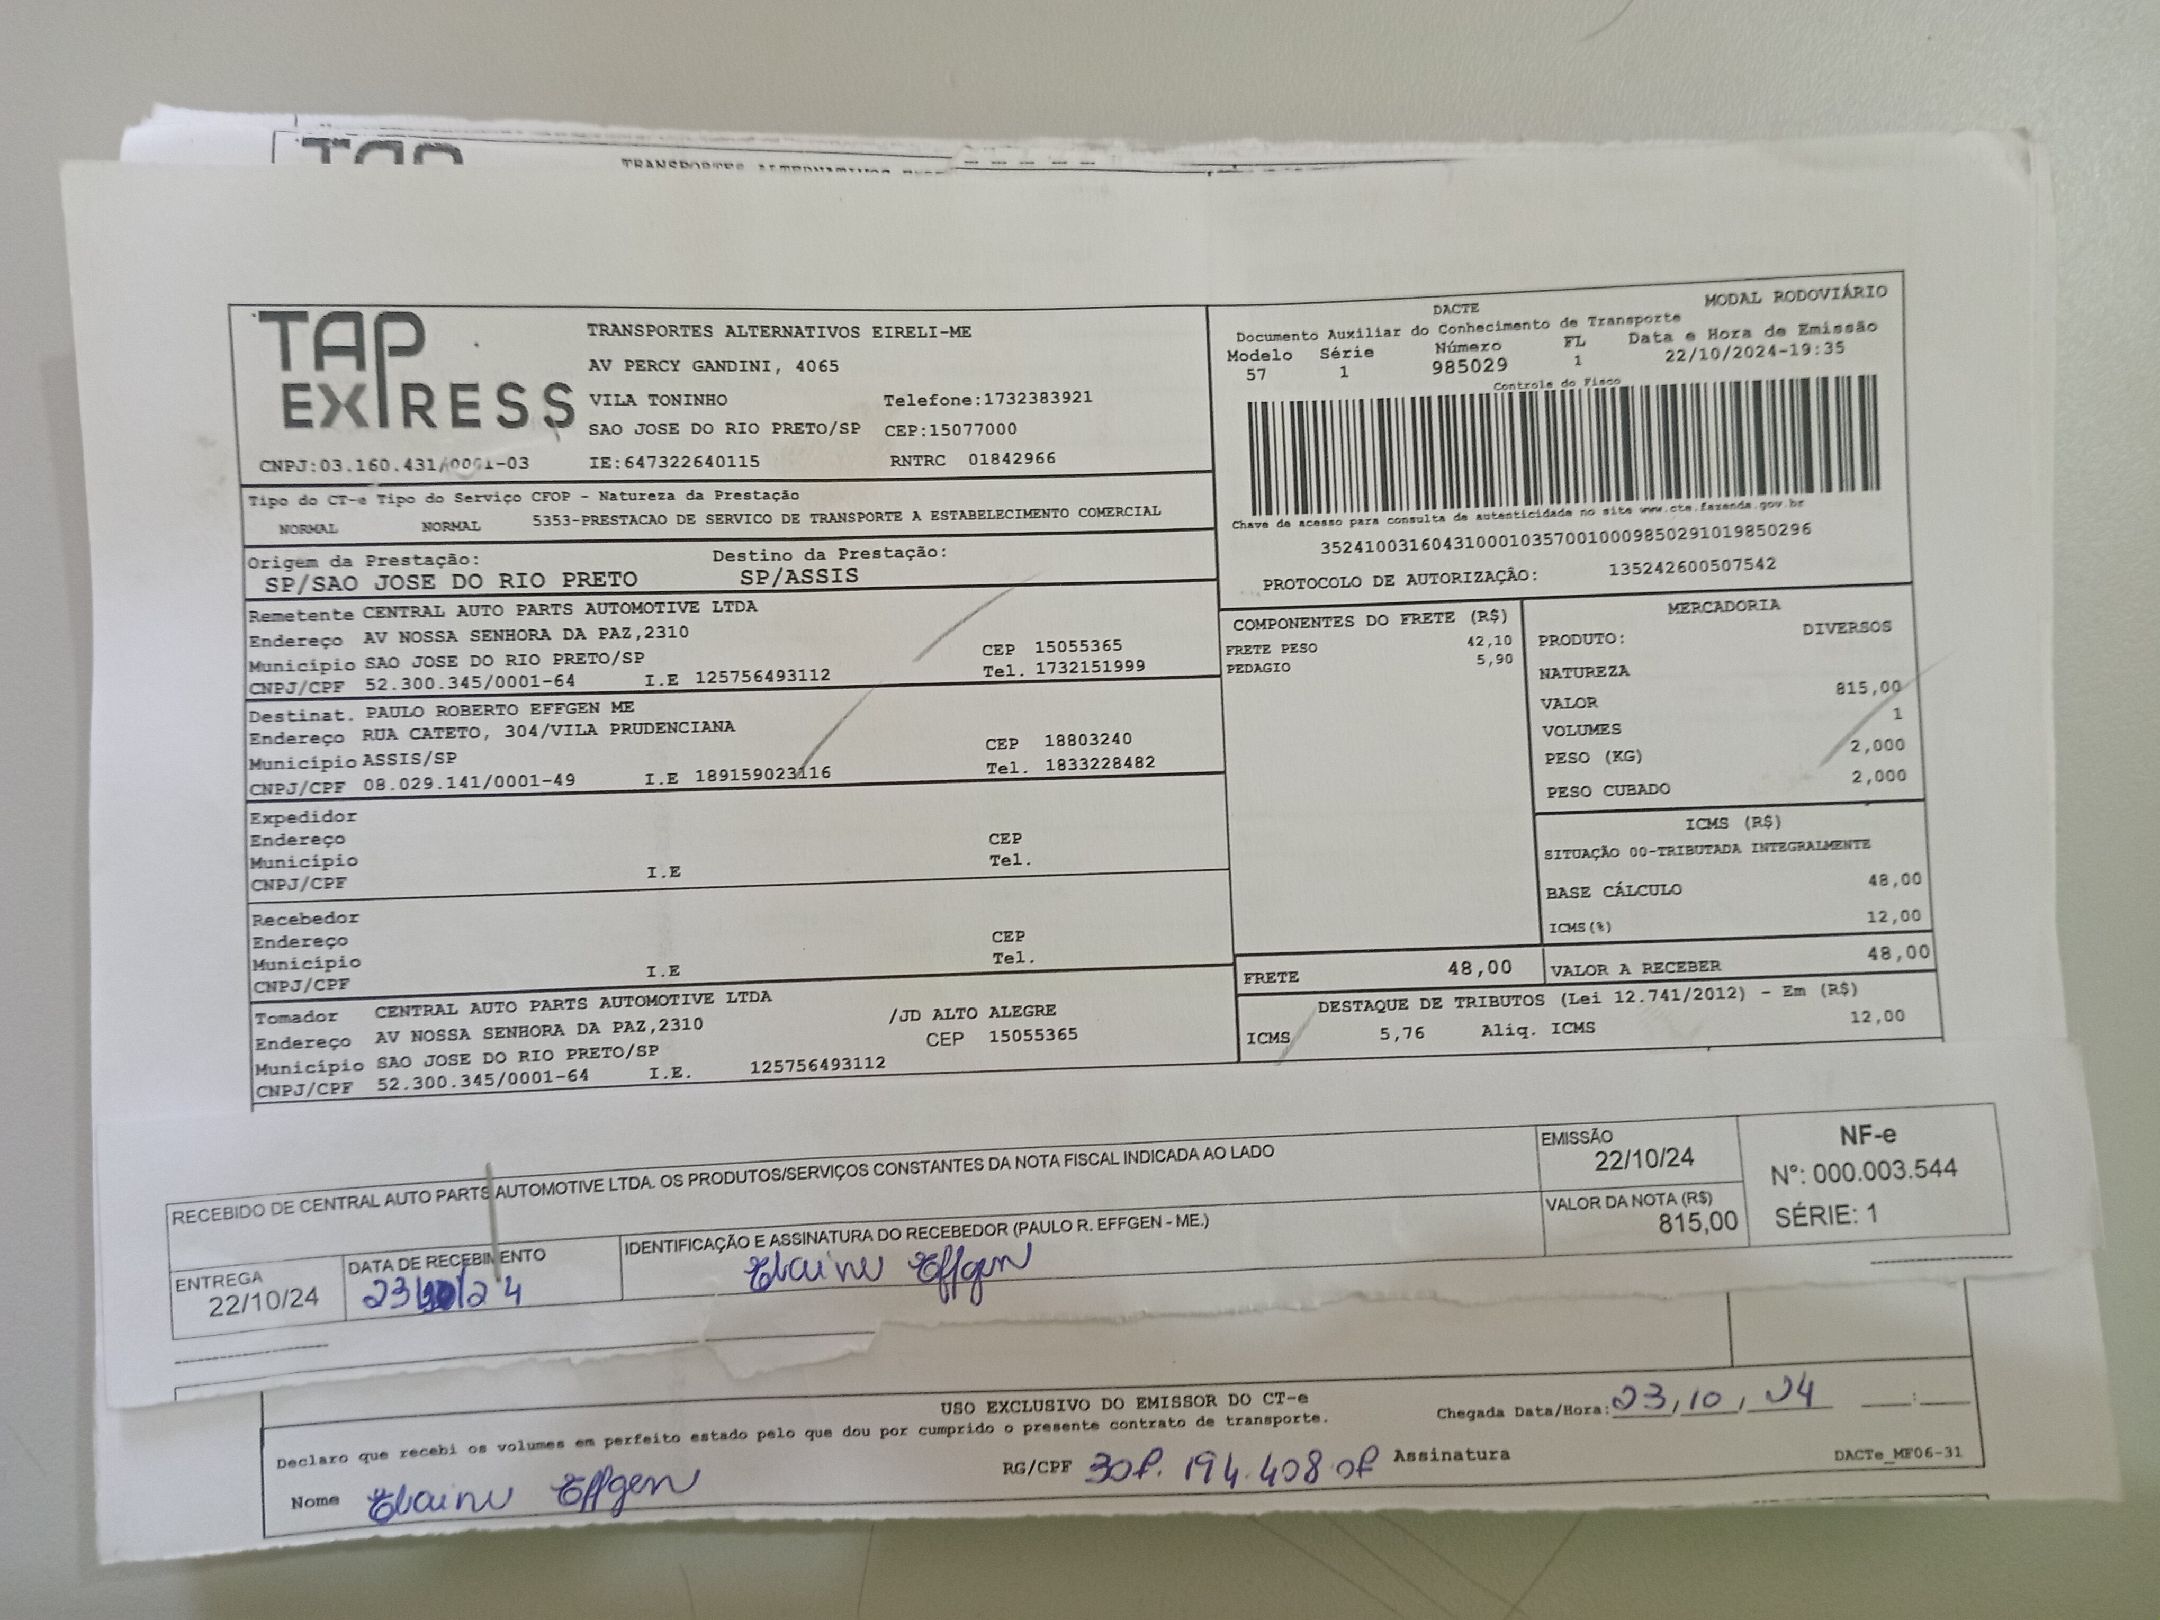 TAP
TRANSPORTES ALTERNATIVOS
TAP EXPRESS
TRANSPORTES ALTERNATIVOS EIRELI-ME
AV PERCY GANDINI, 4065
VILA TONINHO Telefone:1732383921
SAO JOSE DO RIO PRETO/SP CEP:15077000
CNPJ:03.160.431/0001-03 IE:647322640115 RNTRC 01842966
DACTE MODAL RODOVIÁRIO
Documento Auxiliar do Conhecimento de Transporte
Modelo Série Número FL Data e Hora de Emissão
57 1 985029 1 22/10/2024-19:35
Controle do Fisco
Chave de acesso para consulta de autenticidade no site www.cte.fazenda.gov.br
35241003160431000103570010009850291019850296
PROTOCOLO DE AUTORIZAÇÃO: 135242600507542
Tipo do CT-e Tipo do Serviço CFOP - Natureza da Prestação
NORMAL NORMAL 5353-PRESTACAO DE SERVICO DE TRANSPORTE A ESTABELECIMENTO COMERCIAL
Origem da Prestação: Destino da Prestação:
SP/SAO JOSE DO RIO PRETO SP/ASSIS
Remetente CENTRAL AUTO PARTS AUTOMOTIVE LTDA
Endereço AV NOSSA SENHORA DA PAZ,2310
Município SAO JOSE DO RIO PRETO/SP CEP 15055365
CNPJ/CPF 52.300.345/0001-64 I.E 125756493112 Tel. 1732151999
Destinat. PAULO ROBERTO EFFGEN ME
Endereço RUA CATETO, 304/VILA PRUDENCIANA
Município ASSIS/SP CEP 18803240
CNPJ/CPF 08.029.141/0001-49 I.E 189159023116 Tel. 1833228482
Expedidor
Endereço CEP
Município Tel.
CNPJ/CPF I.E
Recebedor
Endereço CEP
Município Tel.
CNPJ/CPF I.E
Tomador CENTRAL AUTO PARTS AUTOMOTIVE LTDA
Endereço AV NOSSA SENHORA DA PAZ,2310 /JD ALTO ALEGRE
Município SAO JOSE DO RIO PRETO/SP CEP 15055365
CNPJ/CPF 52.300.345/0001-64 I.E. 125756493112
COMPONENTES DO FRETE (R$)
FRETE PESO 42,10
PEDAGIO 5,90
MERCADORIA
PRODUTO: DIVERSOS
NATUREZA
VALOR 815,00
VOLUMES 1
PESO (KG) 2,000
PESO CUBADO 2,000
ICMS (R$)
SITUAÇÃO 00-TRIBUTADA INTEGRALMENTE
BASE CÁLCULO 48,00
ICMS(%) 12,00
FRETE 48,00 VALOR A RECEBER 48,00
DESTAQUE DE TRIBUTOS (Lei 12.741/2012) - Em (R$)
ICMS 5,76 Aliq. ICMS 12,00
RECEBIDO DE CENTRAL AUTO PARTS AUTOMOTIVE LTDA. OS PRODUTOS/SERVIÇOS CONSTANTES DA NOTA FISCAL INDICADA AO LADO
EMISSÃO
22/10/24
VALOR DA NOTA (R$)
815,00
NF-e
Nº: 000.003.544
SÉRIE: 1
ENTREGA
22/10/24
DATA DE RECEBIMENTO
23/10/24
IDENTIFICAÇÃO E ASSINATURA DO RECEBEDOR (PAULO R. EFFGEN - ME.)
Elaine Effgen
USO EXCLUSIVO DO EMISSOR DO CT-e
Declaro que recebi os volumes em perfeito estado pelo que dou por cumprido o presente contrato de transporte.
Chegada Data/Hora: 23, 10, 24 :
Nome Elaine Effgen RG/CPF 308.194.408 08 Assinatura
DACTe_MF06-31